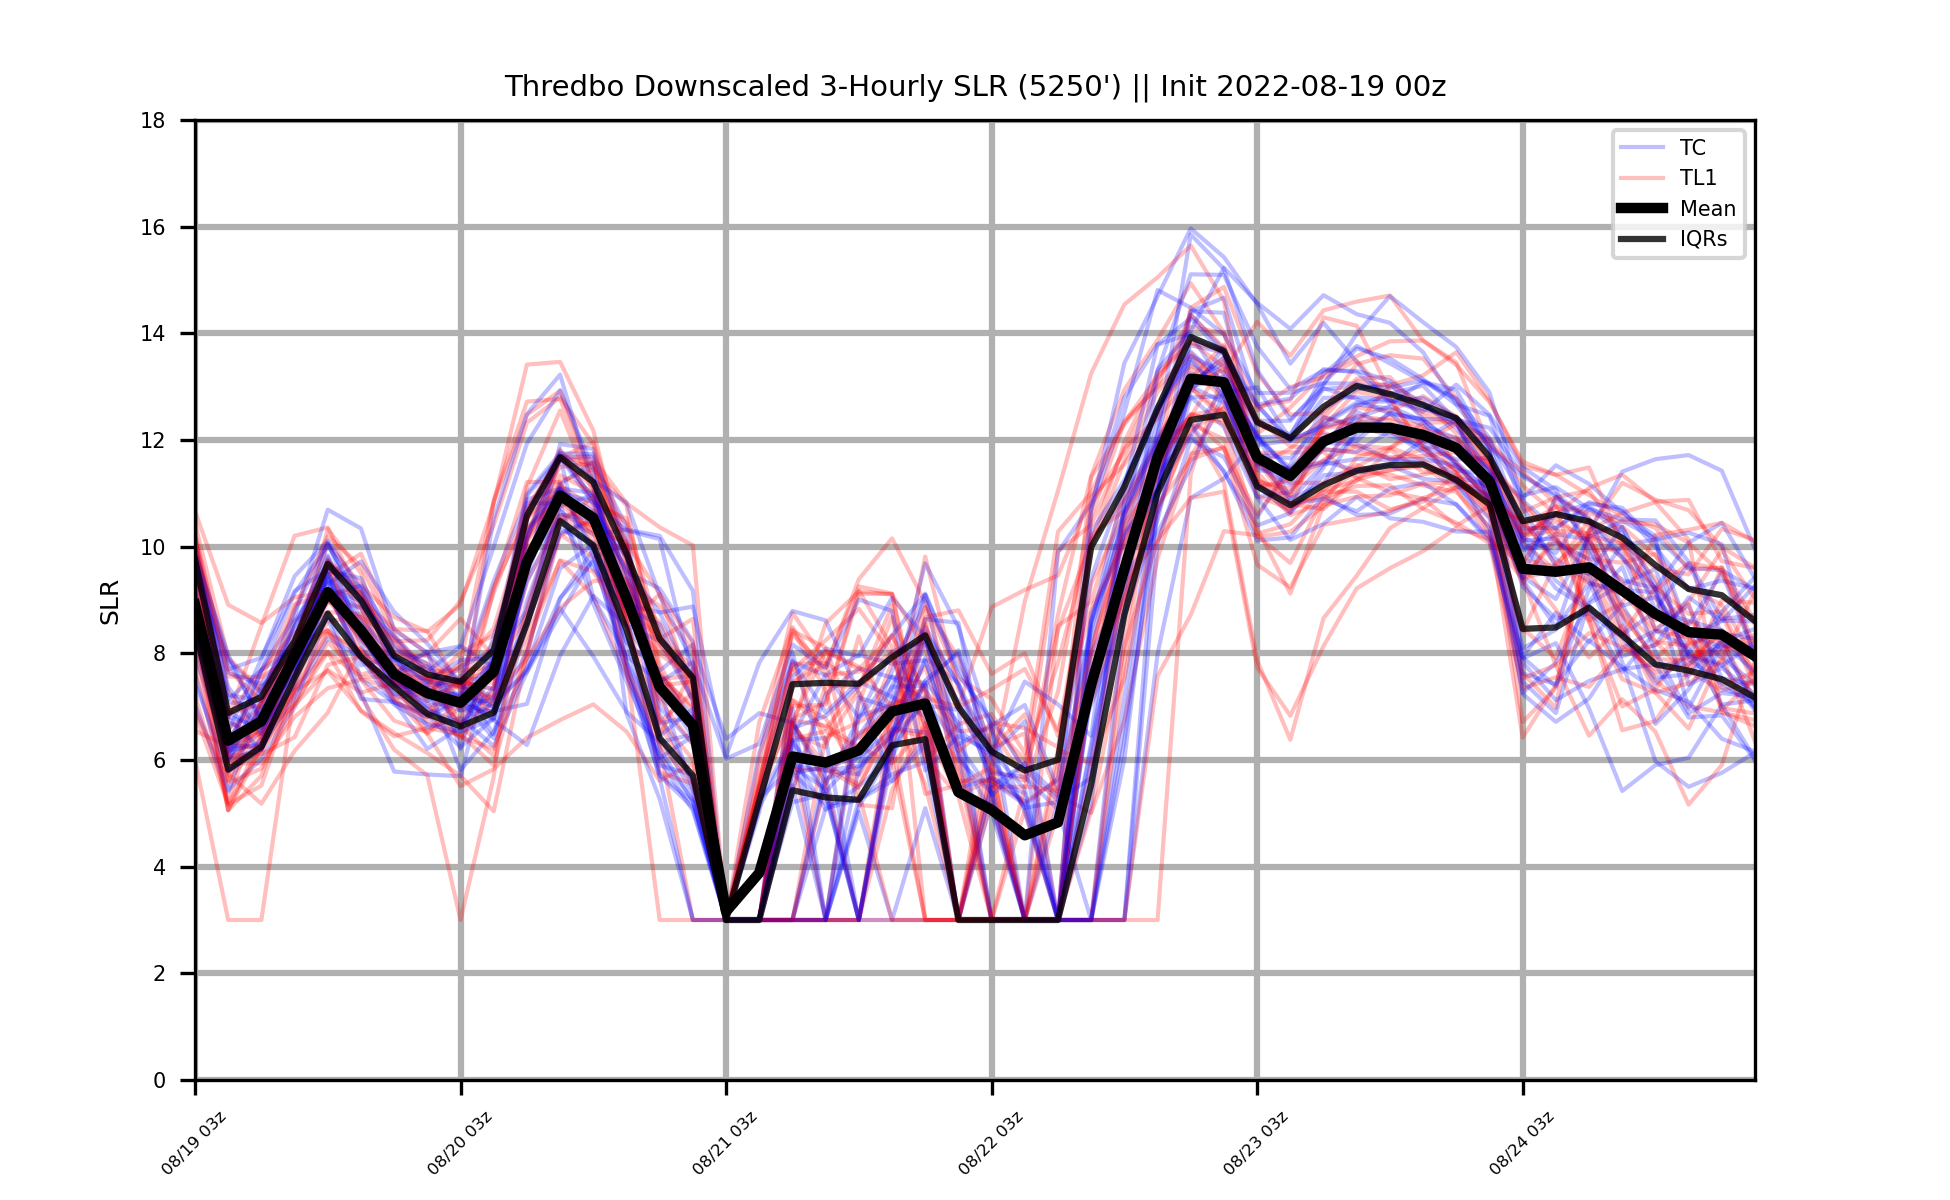 Thredbo Downscaled 3-Hourly SLR (5250') || Init 2022-08-19 00z
18
16
14
12
10
8
6
4
2
0
SLR
TC
TL1
Mean
IQRs
08/19 03z
08/20 03z
08/21 03z
08/22 03z
08/23 03z
08/24 03z